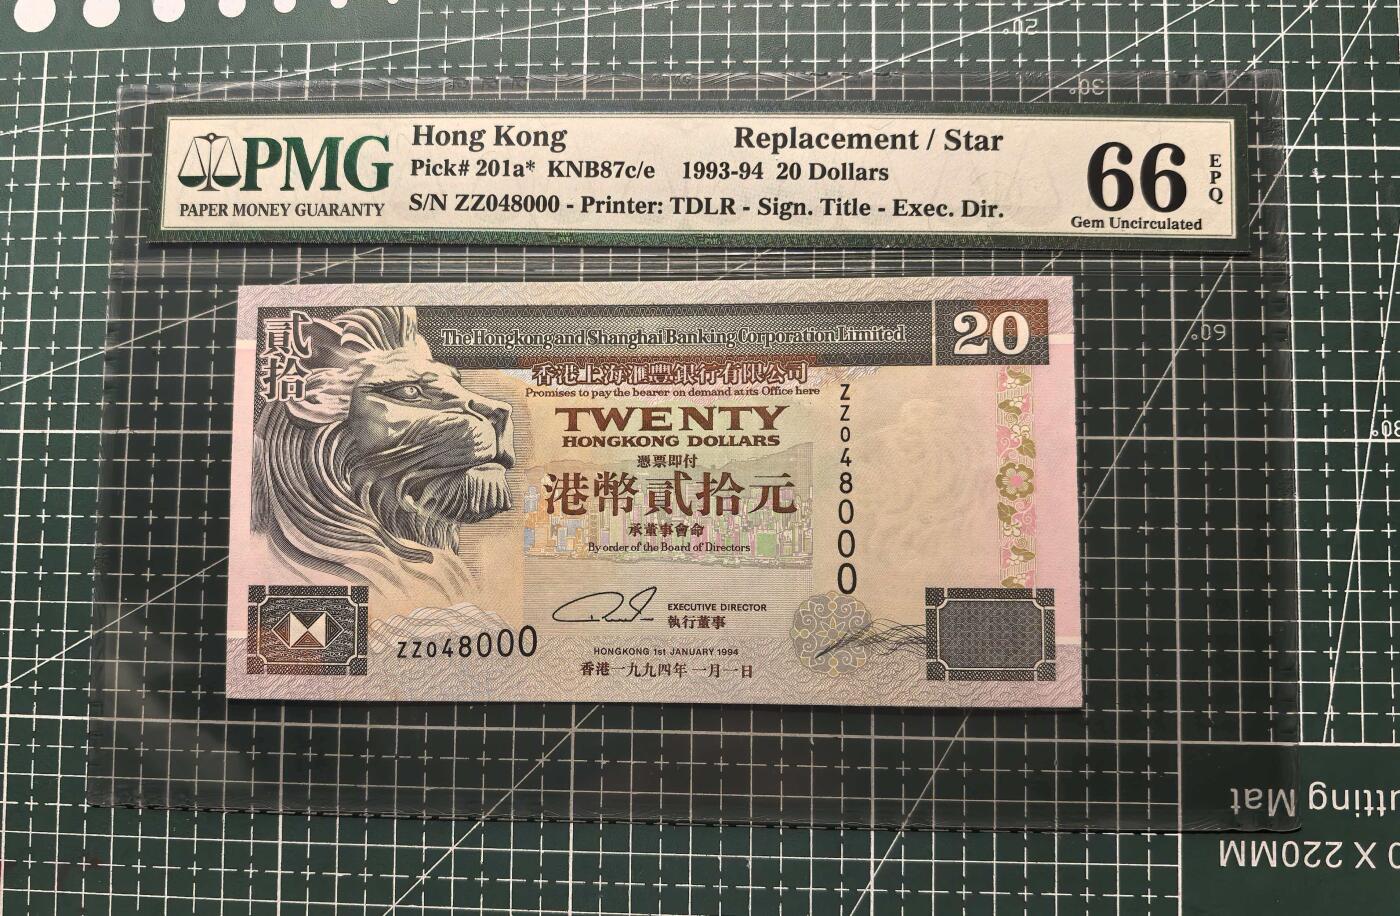 PMG
PAPER MONEY GUARANTY
Hong Kong Replacement / Star
Pick# 201a* KNB87c/e 1993-94 20 Dollars
S/N ZZ048000 - Printer: TDLR - Sign. Title - Exec. Dir.
66
EPQ
Gem Uncirculated
貳拾
The Hongkong and Shanghai Banking Corporation Limited
20
香港上海滙豐銀行有限公司
Promises to pay the bearer on demand at its Office here
TWENTY
HONGKONG DOLLARS
憑票即付
港幣貳拾元
承董事會命
By order of the Board of Directors
ZZ048000
EXECUTIVE DIRECTOR
執行董事
ZZ048000
HONGKONG 1st JANUARY 1994
香港一九九四年一月一日
20°
30°
60°
30°
Mat
X 220MM